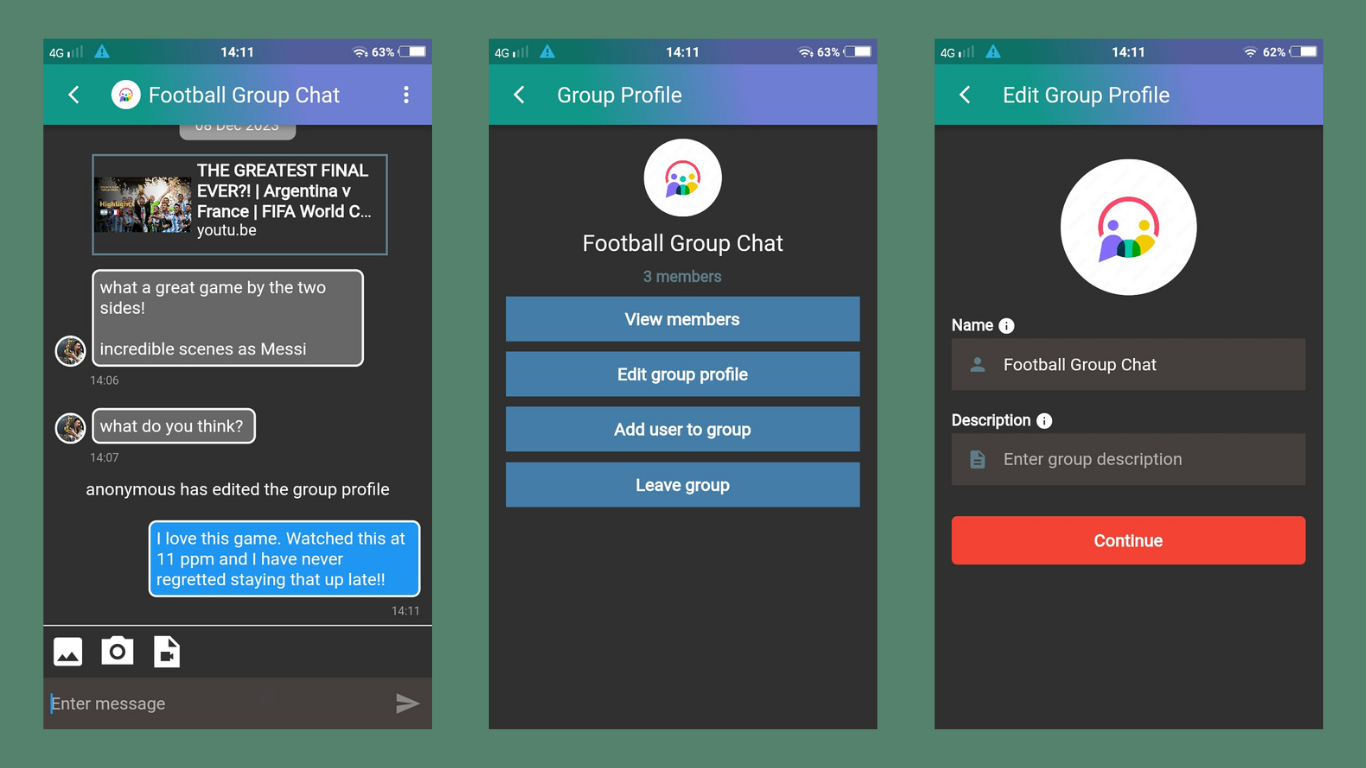 4G
14:11
63%
Football Group Chat
08 Dec 2023
THE GREATEST FINAL
EVER?! | Argentina v
France | FIFA World C...
youtu.be
Highlights
what a great game by the two
sides!
incredible scenes as Messi
14:06
what do you think?
14:07
anonymous has edited the group profile
I love this game. Watched this at
11 ppm and I have never
regretted staying that up late!!
14:11
Enter message
4G
14:11
63%
Group Profile
Football Group Chat
3 members
View members
Edit group profile
Add user to group
Leave group
4G
14:11
62%
Edit Group Profile
Name
Football Group Chat
Description
Enter group description
Continue